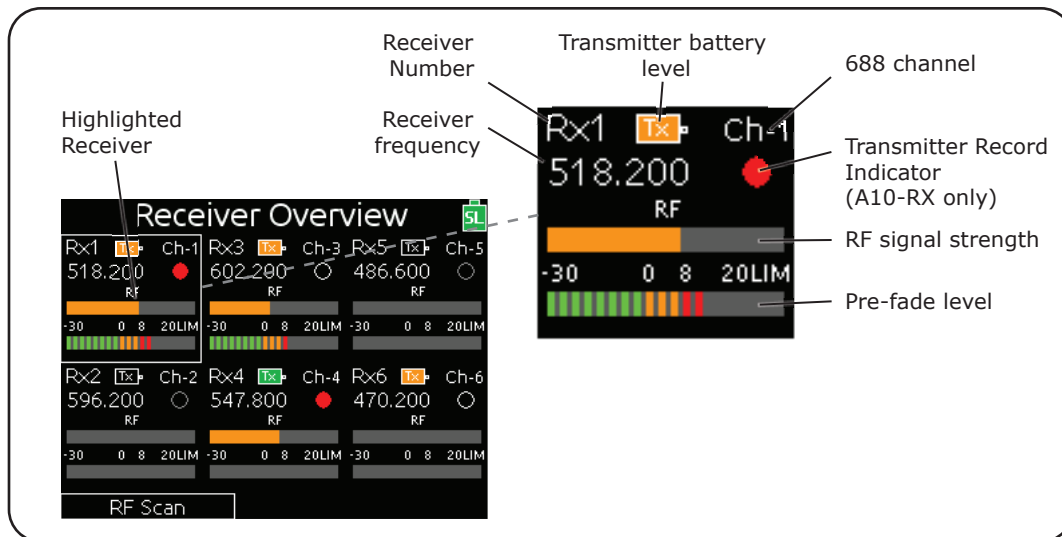 Receiver
Number
Transmitter battery
level
688 channel
Highlighted
Receiver
Receiver
frequency
Rx1 Tx Ch-1
518.200
RF
-30 0 8 20LIM
Transmitter Record
Indicator
(A10-RX only)
RF signal strength
Pre-fade level
Receiver Overview SL
Rx1 Tx Ch-1 Rx3 Tx Ch-3 Rx5 Tx Ch-5
518.200 602.200 486.600
RF RF RF
-30 0 8 20LIM -30 0 8 20LIM -30 0 8 20LIM
Rx2 Tx Ch-2 Rx4 Tx Ch-4 Rx6 Tx Ch-6
596.200 547.800 470.200
RF RF RF
-30 0 8 20LIM -30 0 8 20LIM -30 0 8 20LIM
RF Scan